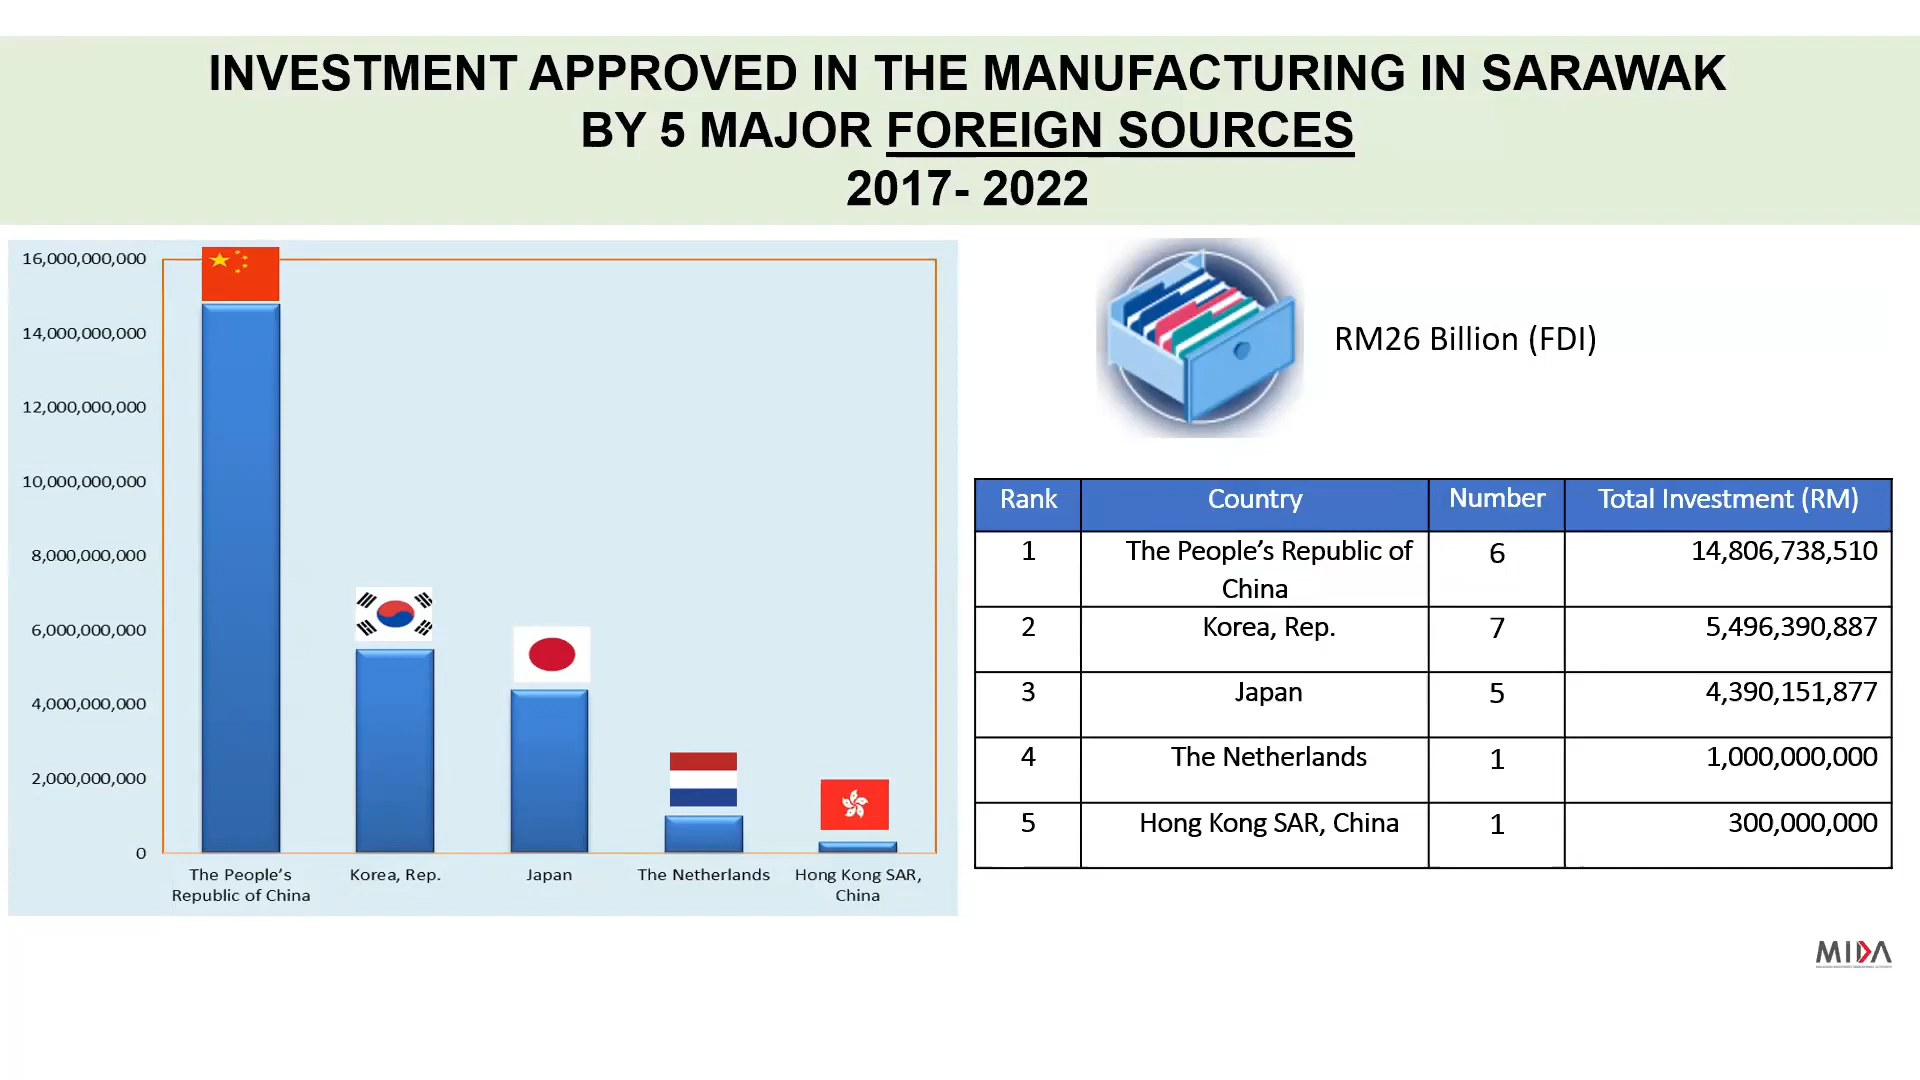 INVESTMENT APPROVED IN THE MANUFACTURING IN SARAWAK
BY 5 MAJOR FOREIGN SOURCES
2017- 2022
16,000,000,000
14,000,000,000
12,000,000,000
10,000,000,000
8,000,000,000
6,000,000,000
4,000,000,000
2,000,000,000
0
The People’s
Republic of China
Korea, Rep.
Japan
The Netherlands
Hong Kong SAR,
China
RM26 Billion (FDI)
Rank Country Number Total Investment (RM)
1 The People’s Republic of China 6 14,806,738,510
2 Korea, Rep. 7 5,496,390,887
3 Japan 5 4,390,151,877
4 The Netherlands 1 1,000,000,000
5 Hong Kong SAR, China 1 300,000,000
MIDA